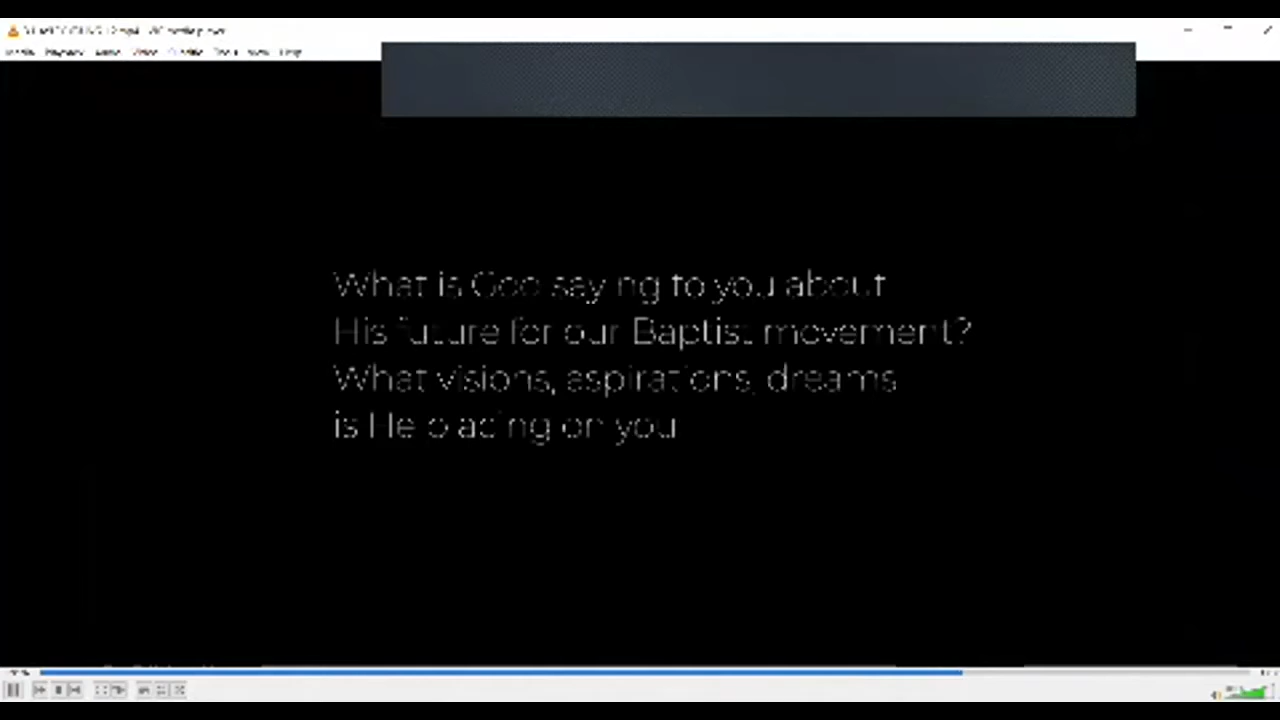 What is God saying to you about
His future for our Baptist movement?
What visions, aspirations, dreams
is He placing on you